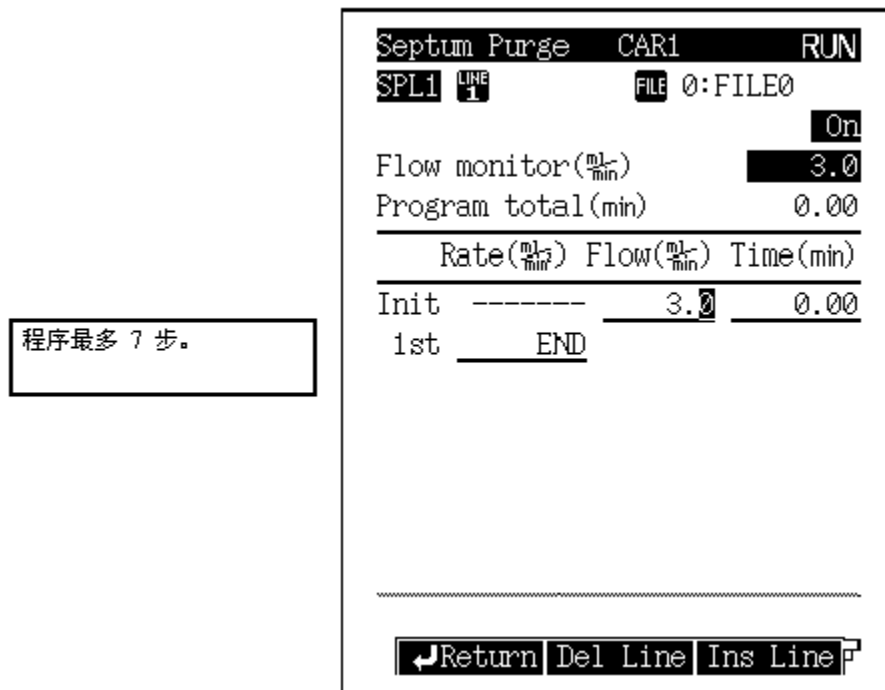 Septum Purge CAR1 RUN
SPL1 LINE 1 FILE 0:FILE0
On
Flow monitor(ml/min) 3.0
Program total(min) 0.00
Rate(ml/min²) Flow(ml/min) Time(min)
Init ------- 3.0 0.00
1st END
程序最多 7 步。
↵Return Del Line Ins Line